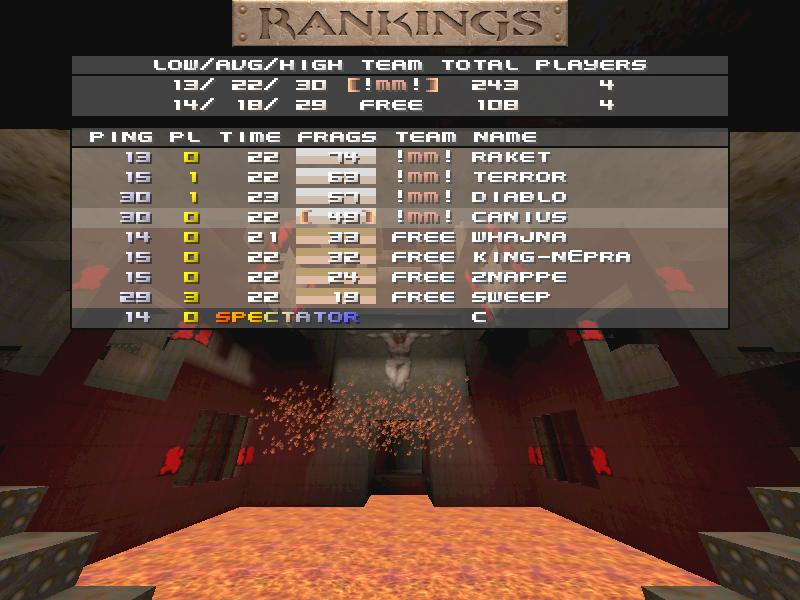 RANKINGS
LOW/AVG/HIGH TEAM TOTAL PLAYERS
13/ 22/ 30 [!mm!] 243 4
14/ 18/ 29 FREE 108 4
PING PL TIME FRAGS TEAM NAME
13 0 22 74 !mm! RAKET
15 1 22 63 !mm! TERROR
30 1 23 57 !mm! DIABLO
30 0 22 [ 49] !mm! CANIUS
14 0 21 33 FREE WHAJNA
15 0 22 32 FREE KING-NEPRA
15 0 22 24 FREE ZNAPPE
29 3 22 19 FREE SWEEP
14 0 SPECTATOR C